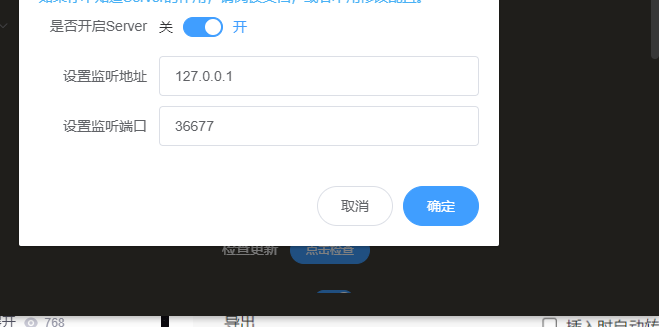 是否开启Server 关 开
设置监听地址 127.0.0.1
设置监听端口 36677
取消 确定
检查更新 点击检查
768 导出 插入时自动转